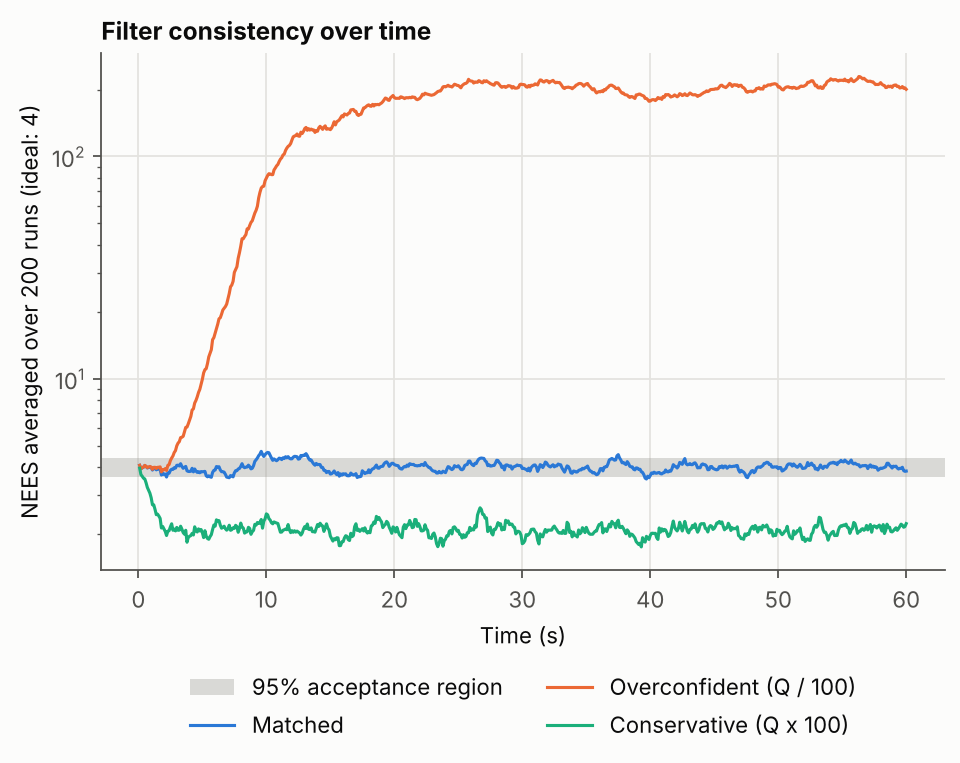 Filter consistency over time
NEES averaged over 200 runs (ideal: 4)
10²
10¹
0 10 20 30 40 50 60
Time (s)
95% acceptance region
Matched
Overconfident (Q / 100)
Conservative (Q x 100)